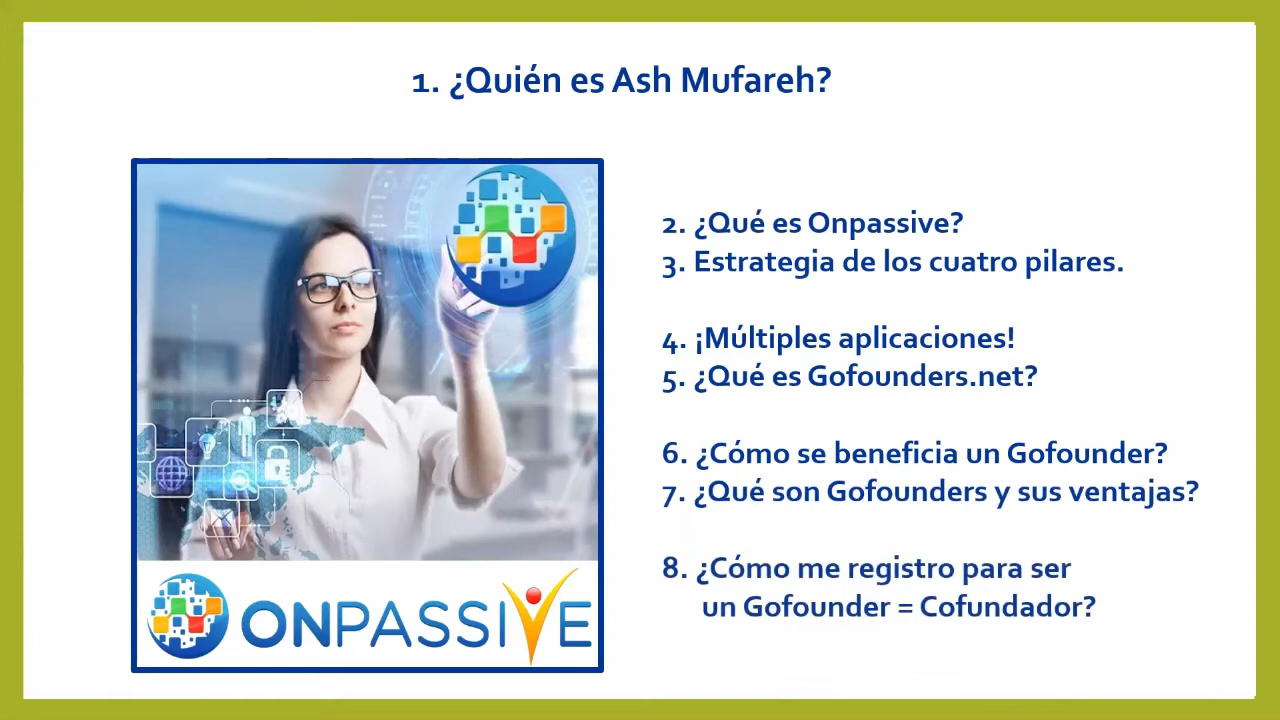 1. ¿Quién es Ash Mufareh?
2. ¿Qué es Onpassive?
3. Estrategia de los cuatro pilares.
4. ¡Múltiples aplicaciones!
5. ¿Qué es Gofounders.net?
6. ¿Cómo se beneficia un Gofounder?
7. ¿Qué son Gofounders y sus ventajas?
8. ¿Cómo me registro para ser
un Gofounder = Cofundador?
ONPASSIVE